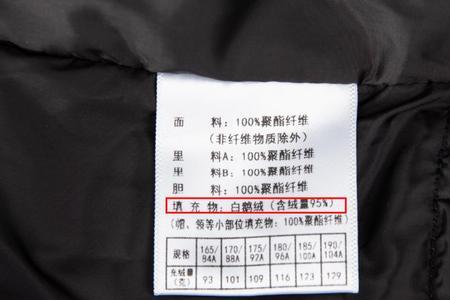 面 料：100%聚酯纤维
（非纤维物质除外）
里 料A：100%聚酯纤维
里 料B：100%聚酯纤维
胆 料：100%聚酯纤维
填 充 物：白鹅绒（含绒量95%）
（帽、领等小部位填充物：100%聚酯纤维）
规格 165/84A 170/88A 175/92A 180/96A 185/100A 190/104A
充绒量（克） 93 101 109 116 123 129